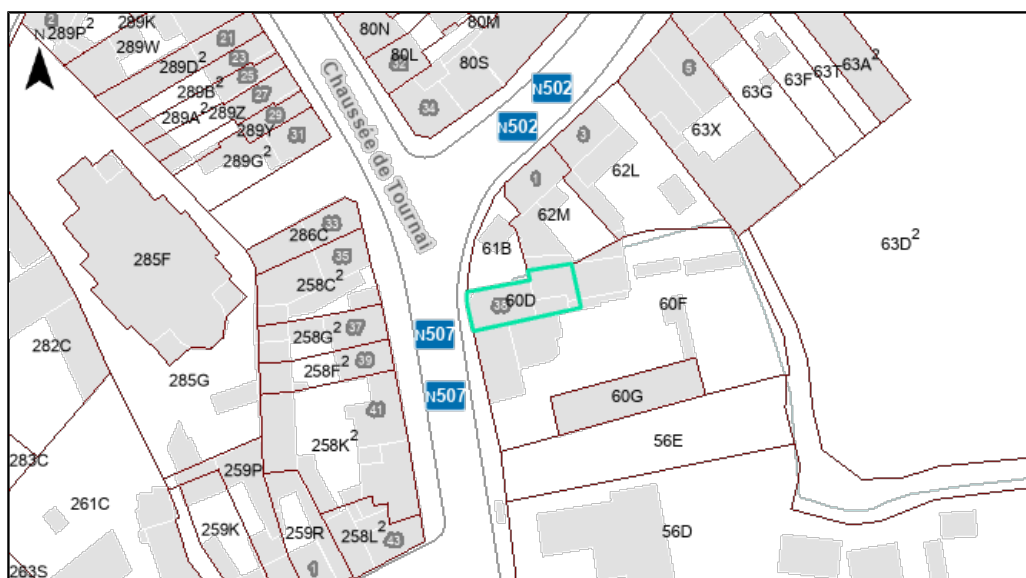 2
289P²
N
289K
289W
21
289D²
23
25
289B²
27
289A²
289Z
29
289Y
31
289G²
80N
80M
80L
32
80S
34
Chaussée de Tournai
N502
N502
5
63G
63F
63T
63A²
63X
3
1
62L
62M
61B
63D²
285F
33
286C
35
258C²
38
60D
60F
37
258G²
N507
39
258F²
282C
285G
N507
60G
41
258K²
56E
283C
259P
261C
259K
259R
258L²
43
56D
263S
1